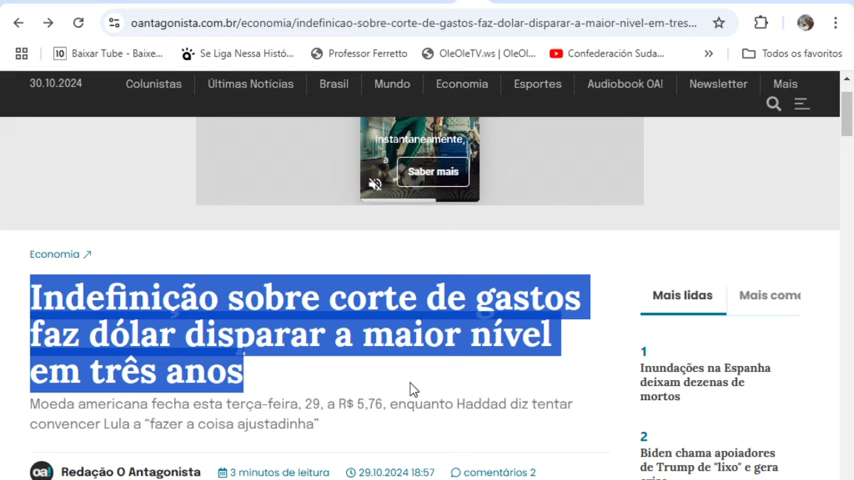 oantagonista.com.br/economia/indefinicao-sobre-corte-de-gastos-faz-dolar-disparar-a-maior-nivel-em-tres...
10 Baixar Tube - Baixe... Se Liga Nessa Histó... Professor Ferretto OleOleTV.ws | OleOl... Confederación Suda... » Todos os favoritos
30.10.2024 Colunistas Últimas Notícias Brasil Mundo Economia Esportes Audiobook OA! Newsletter Mais
Instantaneamente,
Saber mais
Economia ↗
Indefinição sobre corte de gastos
faz dólar disparar a maior nível
em três anos
Moeda americana fecha esta terça-feira, 29, a R$ 5,76, enquanto Haddad diz tentar
convencer Lula a “fazer a coisa ajustadinha”
oa! Redação O Antagonista 3 minutos de leitura 29.10.2024 18:57 comentários 2
Mais lidas Mais come
1
Inundações na Espanha
deixam dezenas de
mortos
2
Biden chama apoiadores
de Trump de "lixo" e gera